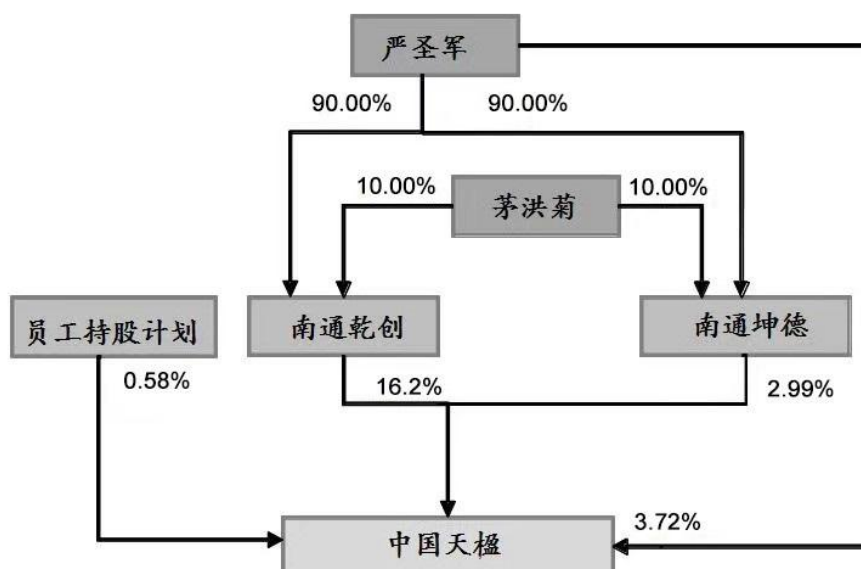 严圣军
90.00%
90.00%
10.00%
茅洪菊
10.00%
员工持股计划
南通乾创
南通坤德
0.58%
16.2%
2.99%
3.72%
中国天楹